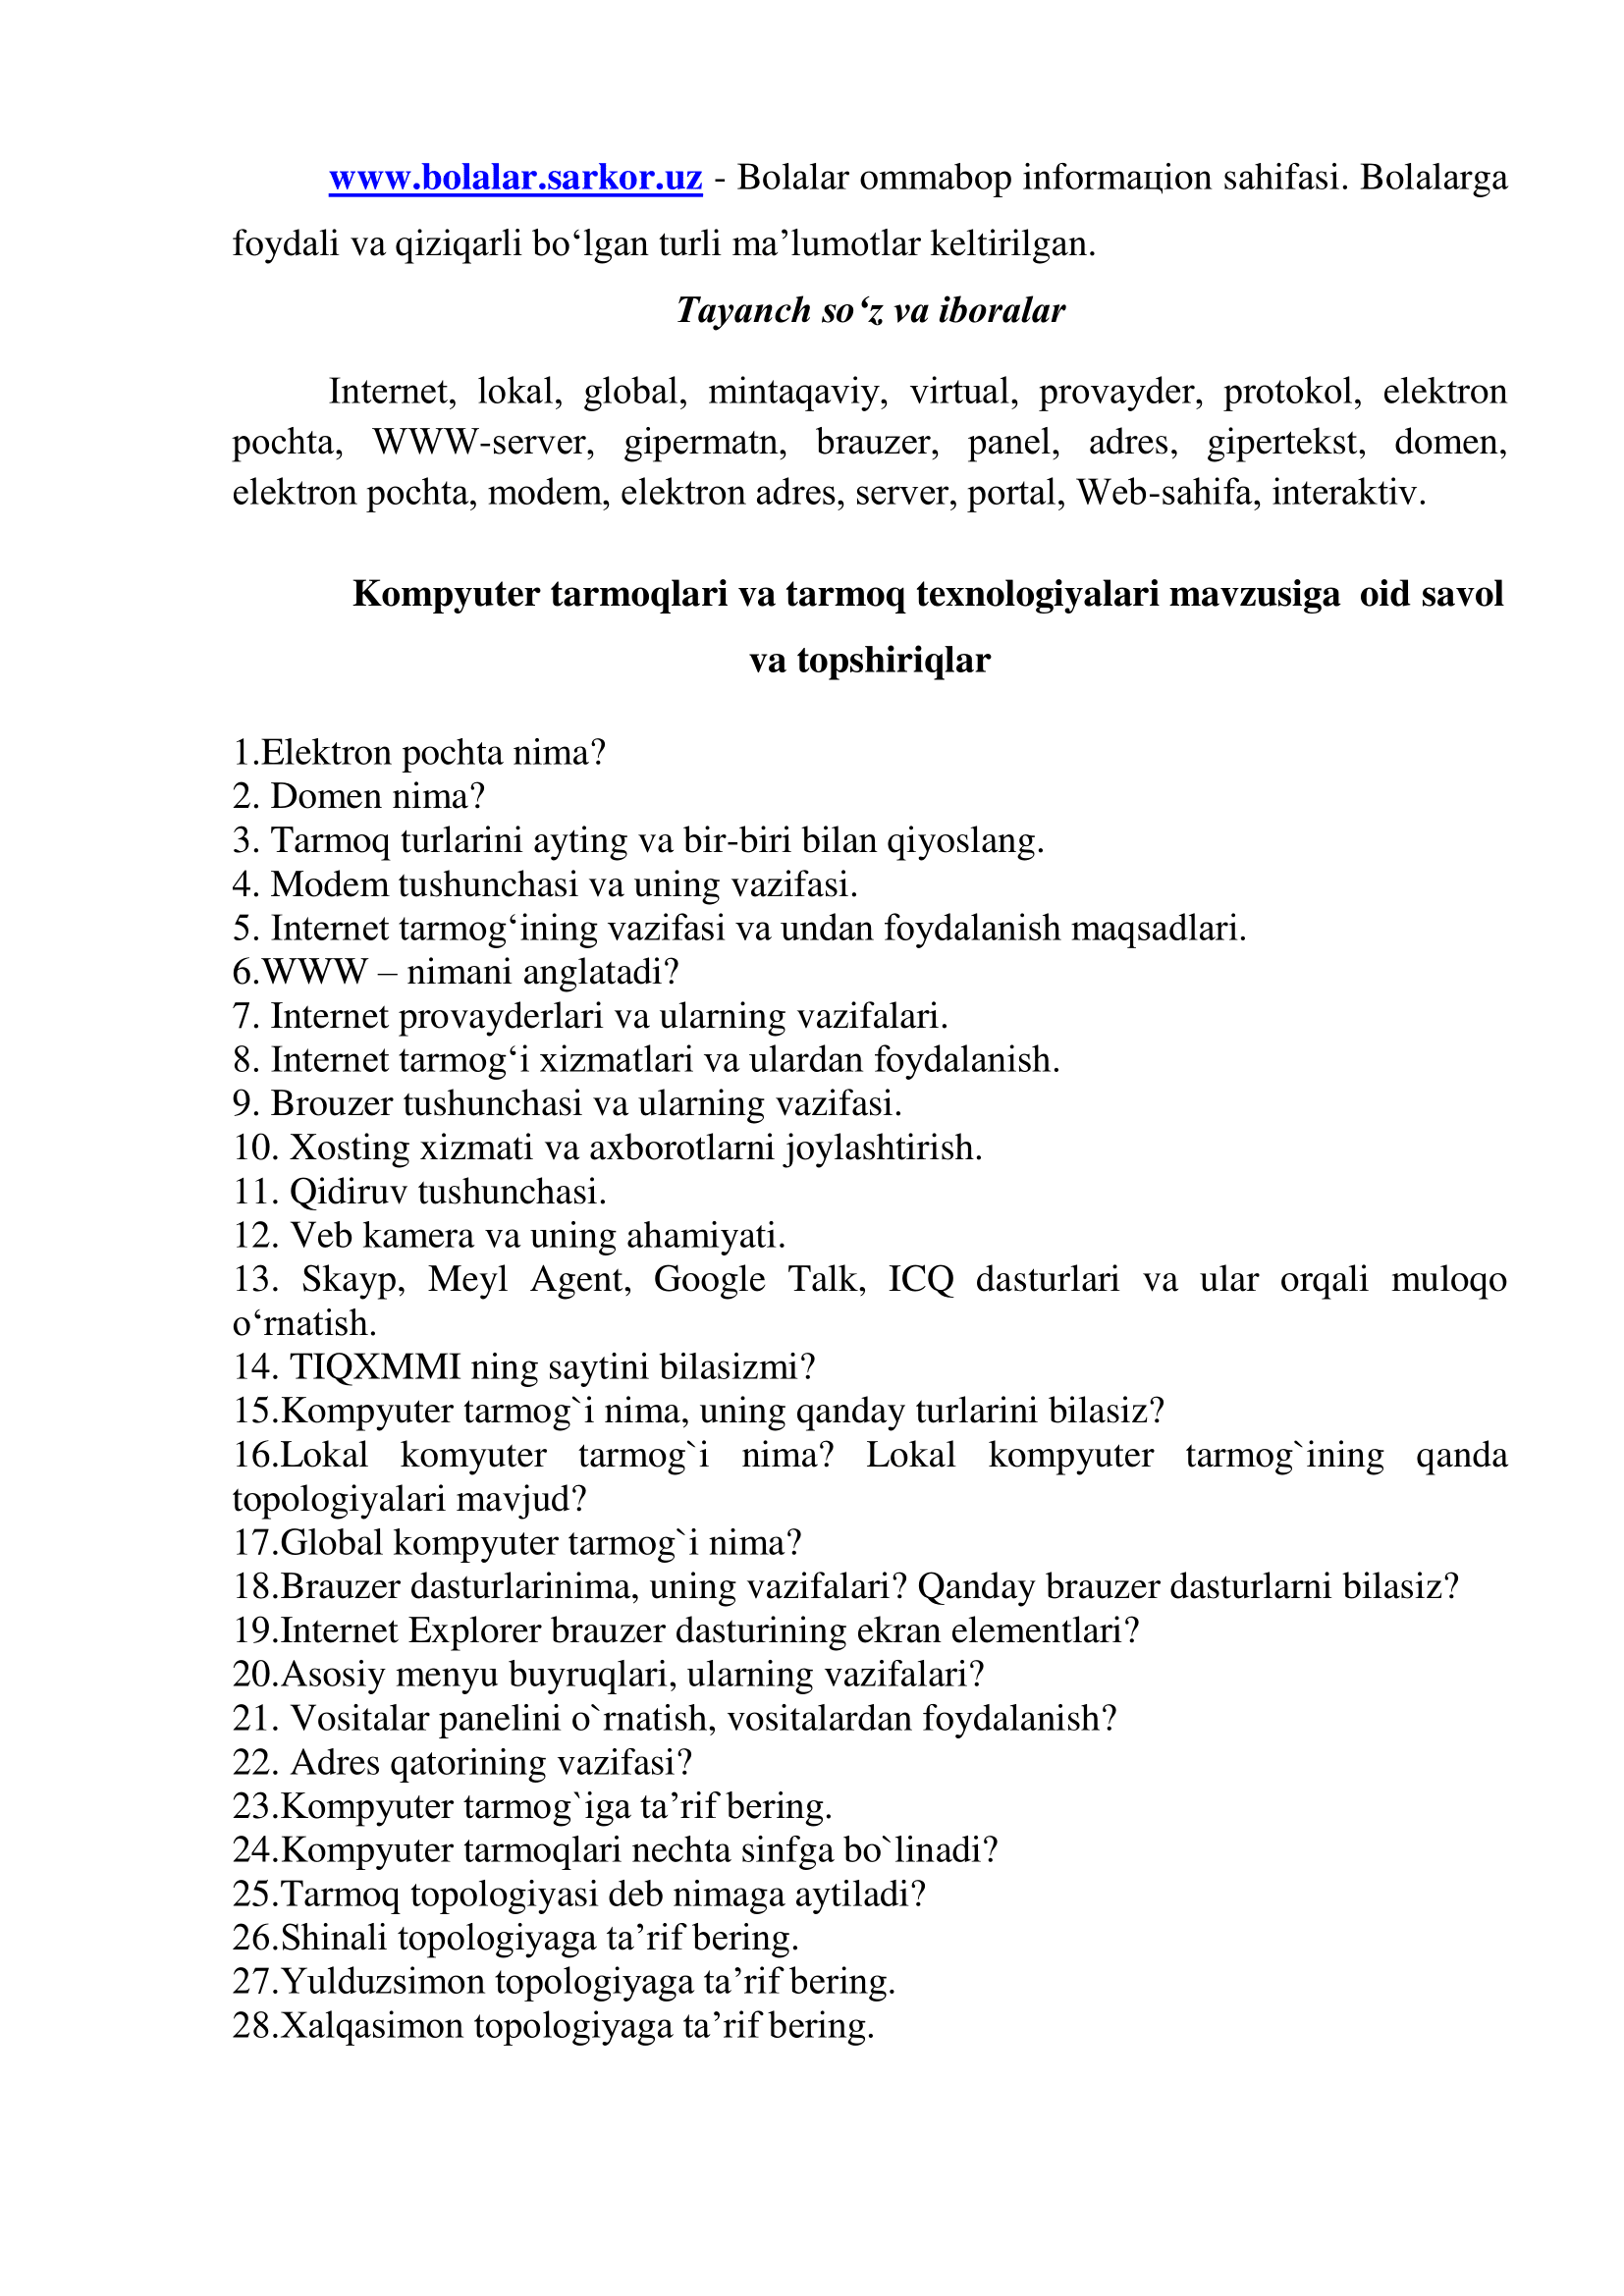 www.bolalar.sarkor.uz - Bolalar ommabop informaцion sahifasi. Bolalarga
foydali va qiziqarli bo‘lgan turli ma’lumotlar keltirilgan.
Tayanch so‘z va iboralar
Internet, lokal, global, mintaqaviy, virtual, provayder, protokol, elektron
pochta, WWW-server, gipermatn, brauzer, panel, adres, gipertekst, domen,
elektron pochta, modem, elektron adres, server, portal, Web-sahifa, interaktiv.
Kompyuter tarmoqlari va tarmoq texnologiyalari mavzusiga oid savol
va topshiriqlar
1.Elektron pochta nima?
2. Domen nima?
3. Tarmoq turlarini ayting va bir-biri bilan qiyoslang.
4. Modem tushunchasi va uning vazifasi.
5. Internet tarmog‘ining vazifasi va undan foydalanish maqsadlari.
6.WWW – nimani anglatadi?
7. Internet provayderlari va ularning vazifalari.
8. Internet tarmog‘i xizmatlari va ulardan foydalanish.
9. Brouzer tushunchasi va ularning vazifasi.
10. Xosting xizmati va axborotlarni joylashtirish.
11. Qidiruv tushunchasi.
12. Veb kamera va uning ahamiyati.
13. Skayp, Meyl Agent, Google Talk, ICQ dasturlari va ular orqali muloqo
o‘rnatish.
14. TIQXMMI ning saytini bilasizmi?
15.Kompyuter tarmog`i nima, uning qanday turlarini bilasiz?
16.Lokal komyuter tarmog`i nima? Lokal kompyuter tarmog`ining qanda
topologiyalari mavjud?
17.Global kompyuter tarmog`i nima?
18.Brauzer dasturlarinima, uning vazifalari? Qanday brauzer dasturlarni bilasiz?
19.Internet Explorer brauzer dasturining ekran elementlari?
20.Asosiy menyu buyruqlari, ularning vazifalari?
21. Vositalar panelini o`rnatish, vositalardan foydalanish?
22. Adres qatorining vazifasi?
23.Kompyuter tarmog`iga ta’rif bering.
24.Kompyuter tarmoqlari nechta sinfga bo`linadi?
25.Tarmoq topologiyasi deb nimaga aytiladi?
26.Shinali topologiyaga ta’rif bering.
27.Yulduzsimon topologiyaga ta’rif bering.
28.Xalqasimon topologiyaga ta’rif bering.